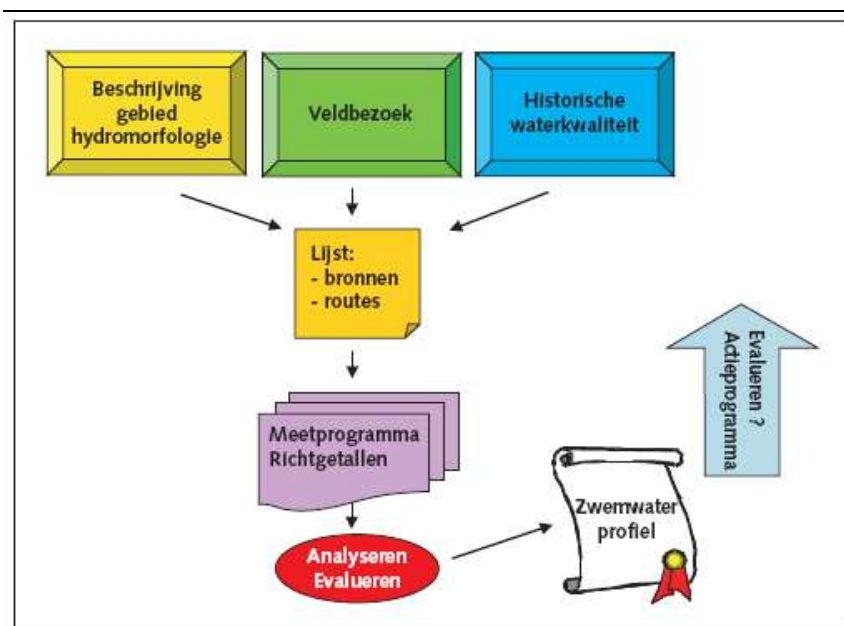 Beschrijving
gebied
hydromorfologie
Veldbezoek
Historische
waterkwaliteit
Lijst:
- bronnen
- routes
Meetprogramma
Richtgetallen
Analyseren
Evalueren
Zwemwater
profiel
Evalueren ?
Actieprogramma